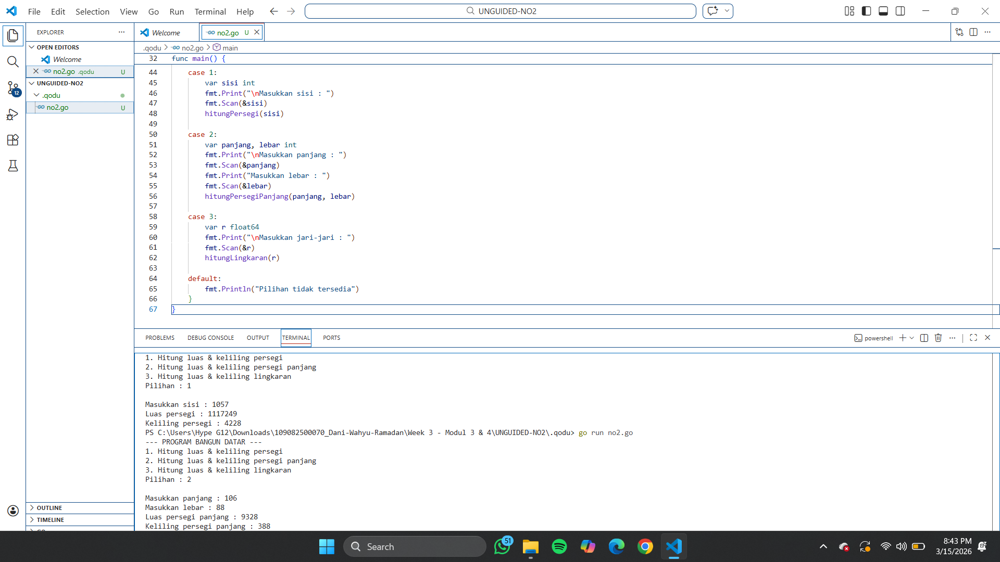 File Edit Selection View Go Run Terminal Help
UNGUIDED-NO2
EXPLORER
Welcome
no2.go U
OPEN EDITORS
Welcome
no2.go .qodu U
UNGUIDED-NO2
.qodu
no2.go U
12
OUTLINE
TIMELINE
.qodu > no2.go > main
32 func main() {
44 case 1:
45 var sisi int
46 fmt.Print("\nMasukkan sisi : ")
47 fmt.Scan(&sisi)
48 hitungPersegi(sisi)
49
50 case 2:
51 var panjang, lebar int
52 fmt.Print("\nMasukkan panjang : ")
53 fmt.Scan(&panjang)
54 fmt.Print("Masukkan lebar : ")
55 fmt.Scan(&lebar)
56 hitungPersegiPanjang(panjang, lebar)
57
58 case 3:
59 var r float64
60 fmt.Print("\nMasukkan jari-jari : ")
61 fmt.Scan(&r)
62 hitungLingkaran(r)
63
64 default:
65 fmt.Println("Pilihan tidak tersedia")
66 }
67 }
PROBLEMS DEBUG CONSOLE OUTPUT TERMINAL PORTS
powershell
1. Hitung luas & keliling persegi
2. Hitung luas & keliling persegi panjang
3. Hitung luas & keliling lingkaran
Pilihan : 1
Masukkan sisi : 1057
Luas persegi : 1117249
Keliling persegi : 4228
PS C:\Users\Hype G12\Downloads\109082500070_Dani-Wahyu-Ramadan\Week 3 - Modul 3 & 4\UNGUIDED-NO2\.qodu> go run no2.go
--- PROGRAM BANGUN DATAR ---
1. Hitung luas & keliling persegi
2. Hitung luas & keliling persegi panjang
3. Hitung luas & keliling lingkaran
Pilihan : 2
Masukkan panjang : 106
Masukkan lebar : 88
Luas persegi panjang : 9328
Keliling persegi panjang : 388
Search
51
8:43 PM
3/15/2026